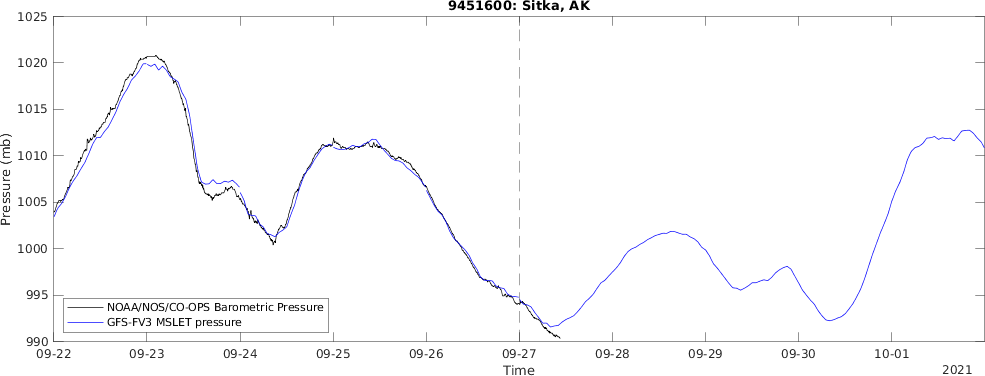 9451600: Sitka, AK
Pressure (mb)
1025
1020
1015
1010
1005
1000
995
990
NOAA/NOS/CO-OPS Barometric Pressure
GFS-FV3 MSLET pressure
09-22 09-23 09-24 09-25 09-26 09-27 09-28 09-29 09-30 10-01
Time
2021